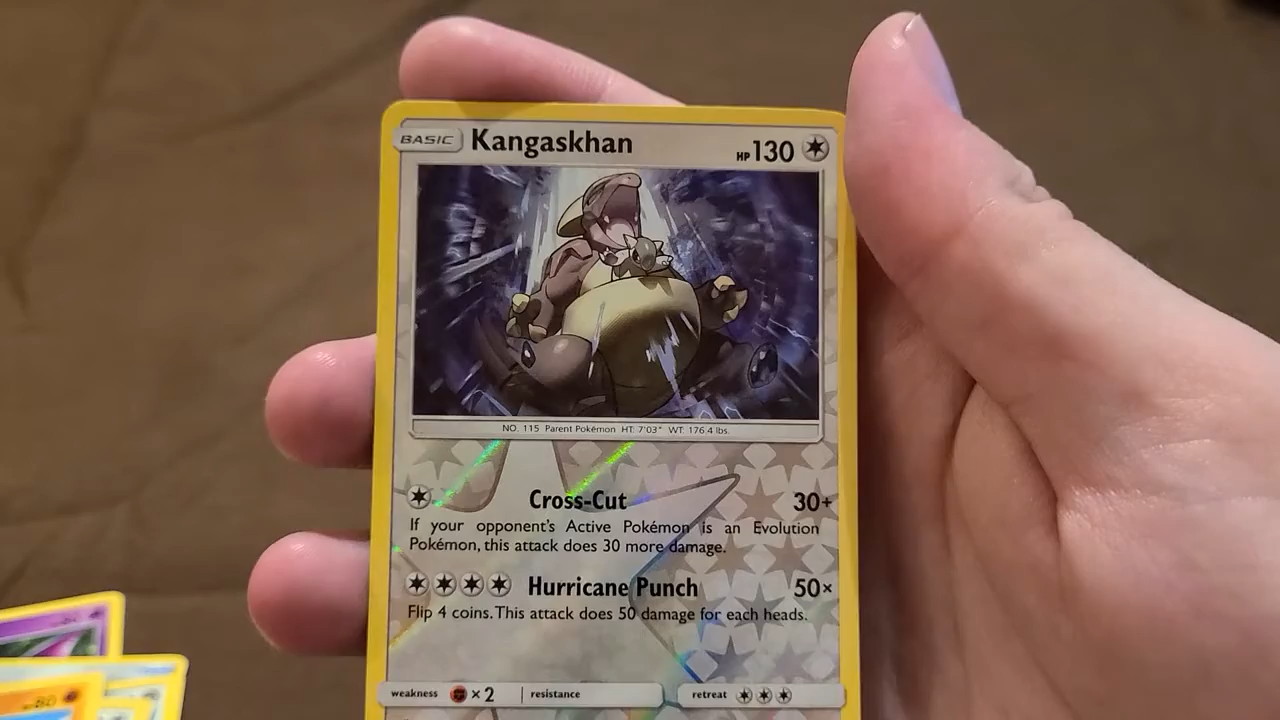 BASIC Kangaskhan HP 130
NO. 115 Parent Pokémon HT: 7'03" WT: 176.4 lbs.
Cross-Cut 30+
If your opponent's Active Pokémon is an Evolution
Pokémon, this attack does 30 more damage.
Hurricane Punch 50×
Flip 4 coins. This attack does 50 damage for each heads.
weakness ×2 resistance retreat